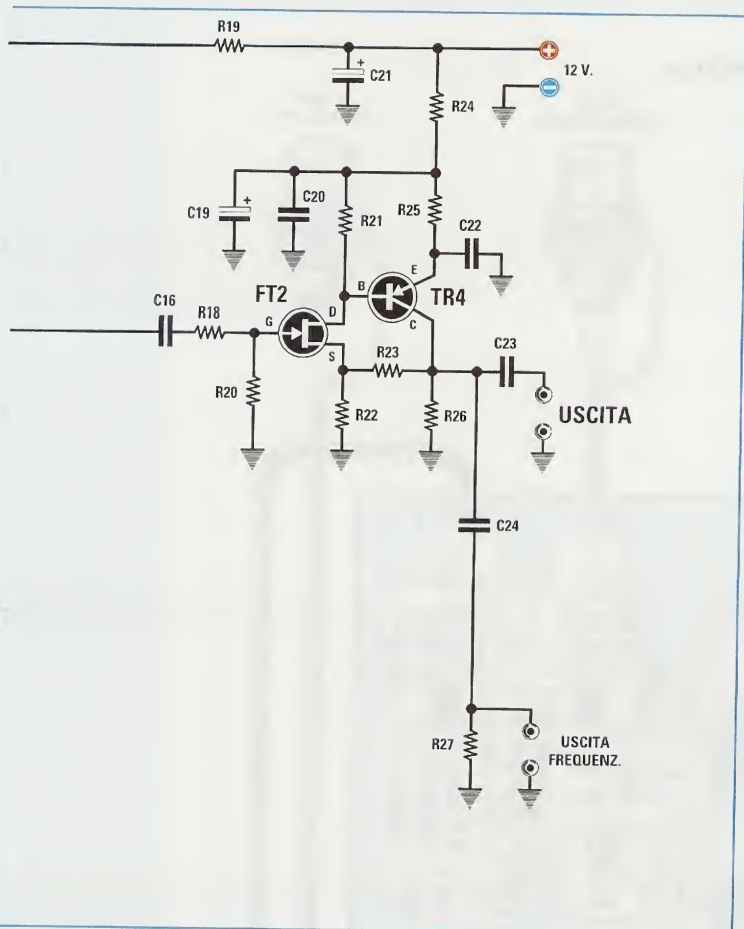 R19
+
C21
+
12 V.
−
R24
C19
+
C20
R21
R25
C22
E
B
TR4
C
FT2
C16
R18
G
D
S
R23
C23
R20
R22
R26
USCITA
C24
R27
USCITA
FREQUENZ.